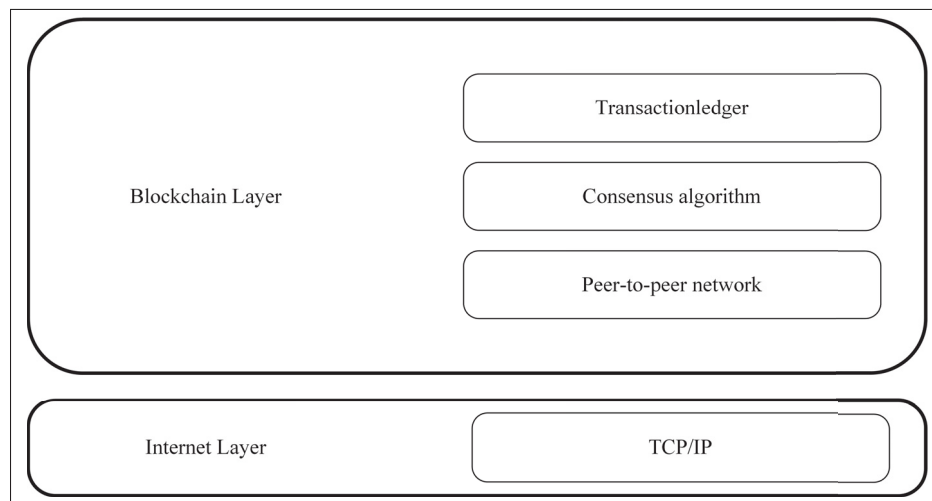 Transactionledger
Blockchain Layer
Consensus algorithm
Peer-to-peer network
Internet Layer
TCP/IP